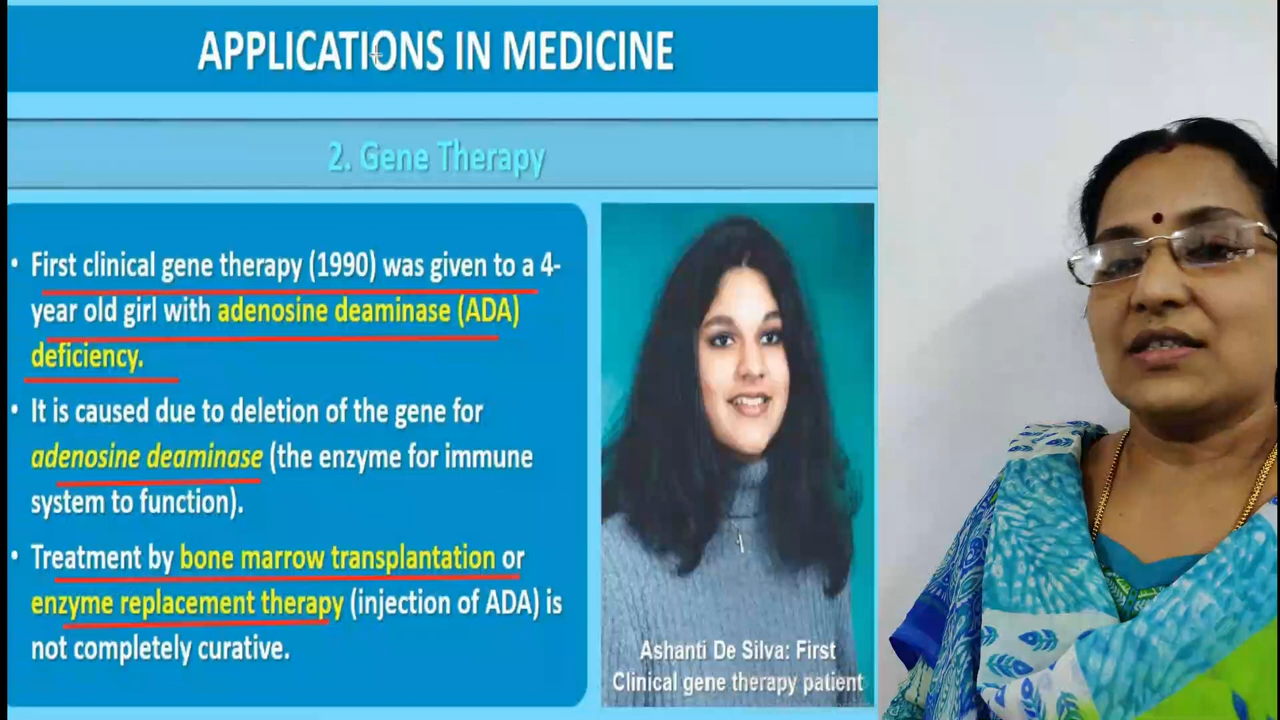 APPLICATIONS IN MEDICINE
2. Gene Therapy
• First clinical gene therapy (1990) was given to a 4-
year old girl with adenosine deaminase (ADA)
deficiency.
• It is caused due to deletion of the gene for
adenosine deaminase (the enzyme for immune
system to function).
• Treatment by bone marrow transplantation or
enzyme replacement therapy (injection of ADA) is
not completely curative.
Ashanti De Silva: First
Clinical gene therapy patient